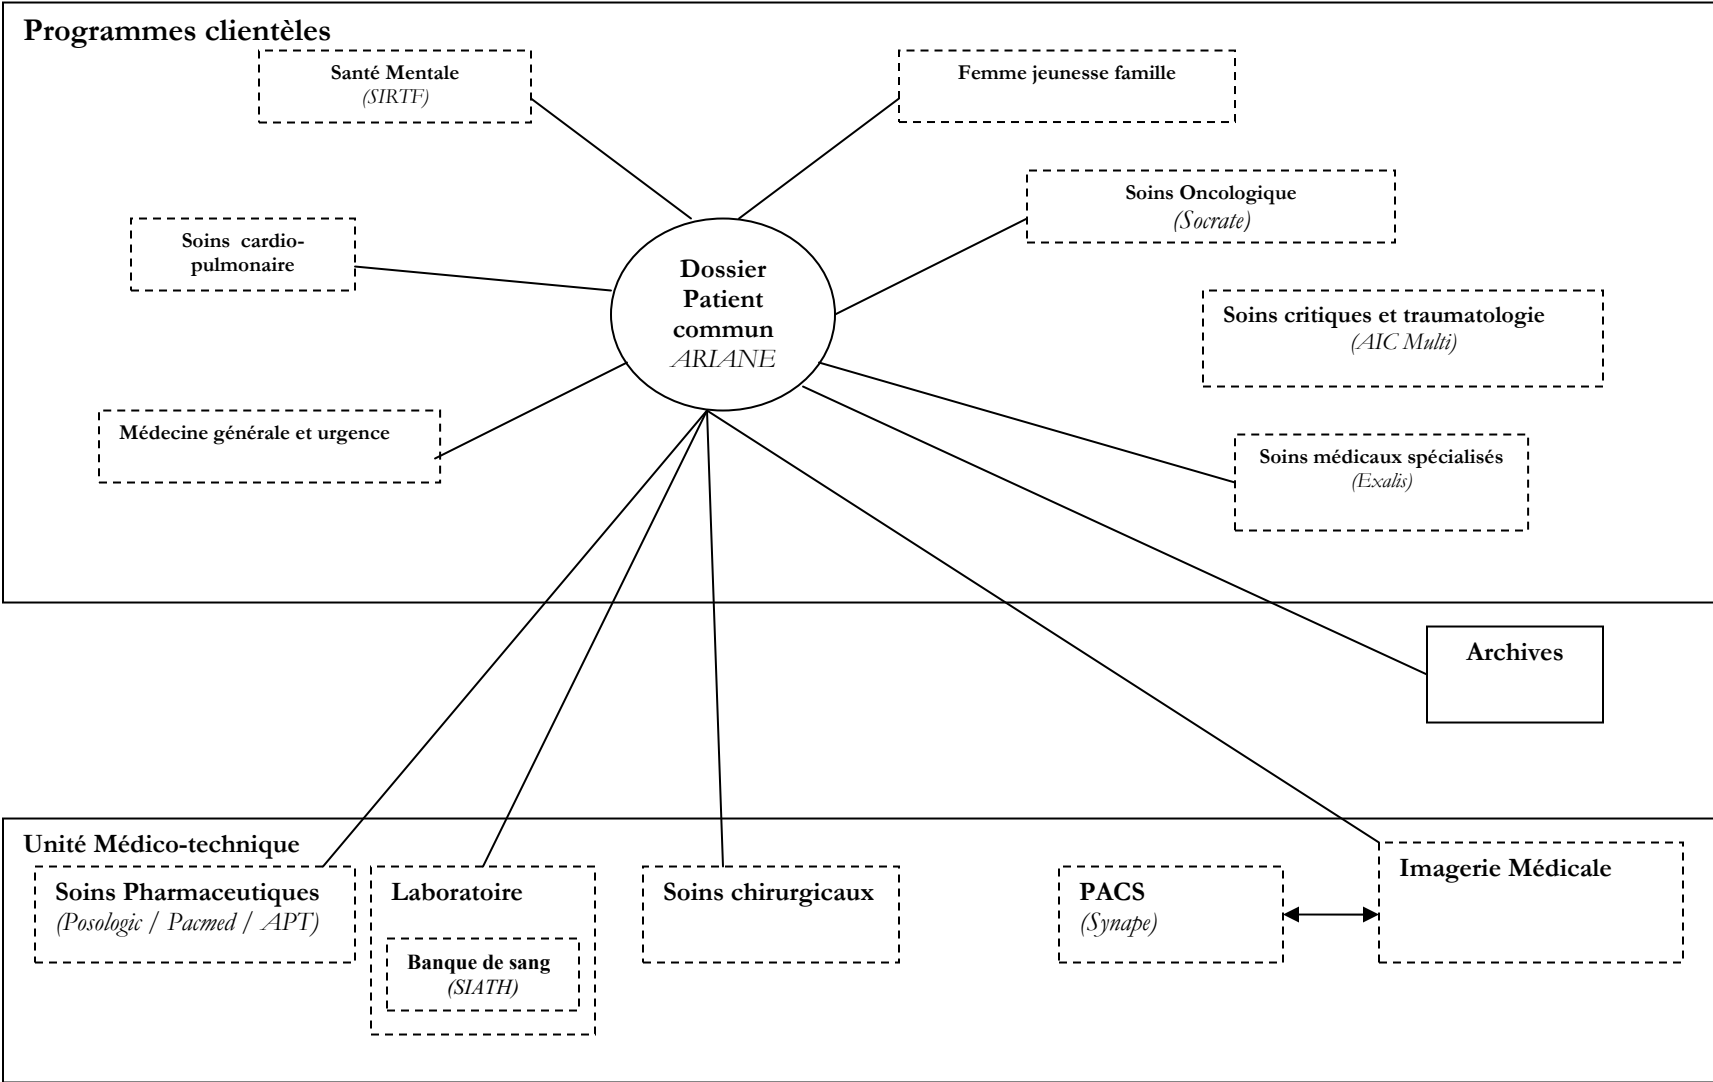 Programmes clientèles
Santé Mentale
(SIRTF)
Femme jeunesse famille
Soins Oncologique
(Socrate)
Soins cardio-
pulmonaire
Dossier
Patient
commun
ARIANE
Soins critiques et traumatologie
(AIC Multi)
Médecine générale et urgence
Soins médicaux spécialisés
(Exalis)
Archives
Unité Médico-technique
Soins Pharmaceutiques
(Posologic / Pacmed / APT)
Laboratoire
Banque de sang
(SIATH)
Soins chirurgicaux
PACS
(Synape)
Imagerie Médicale